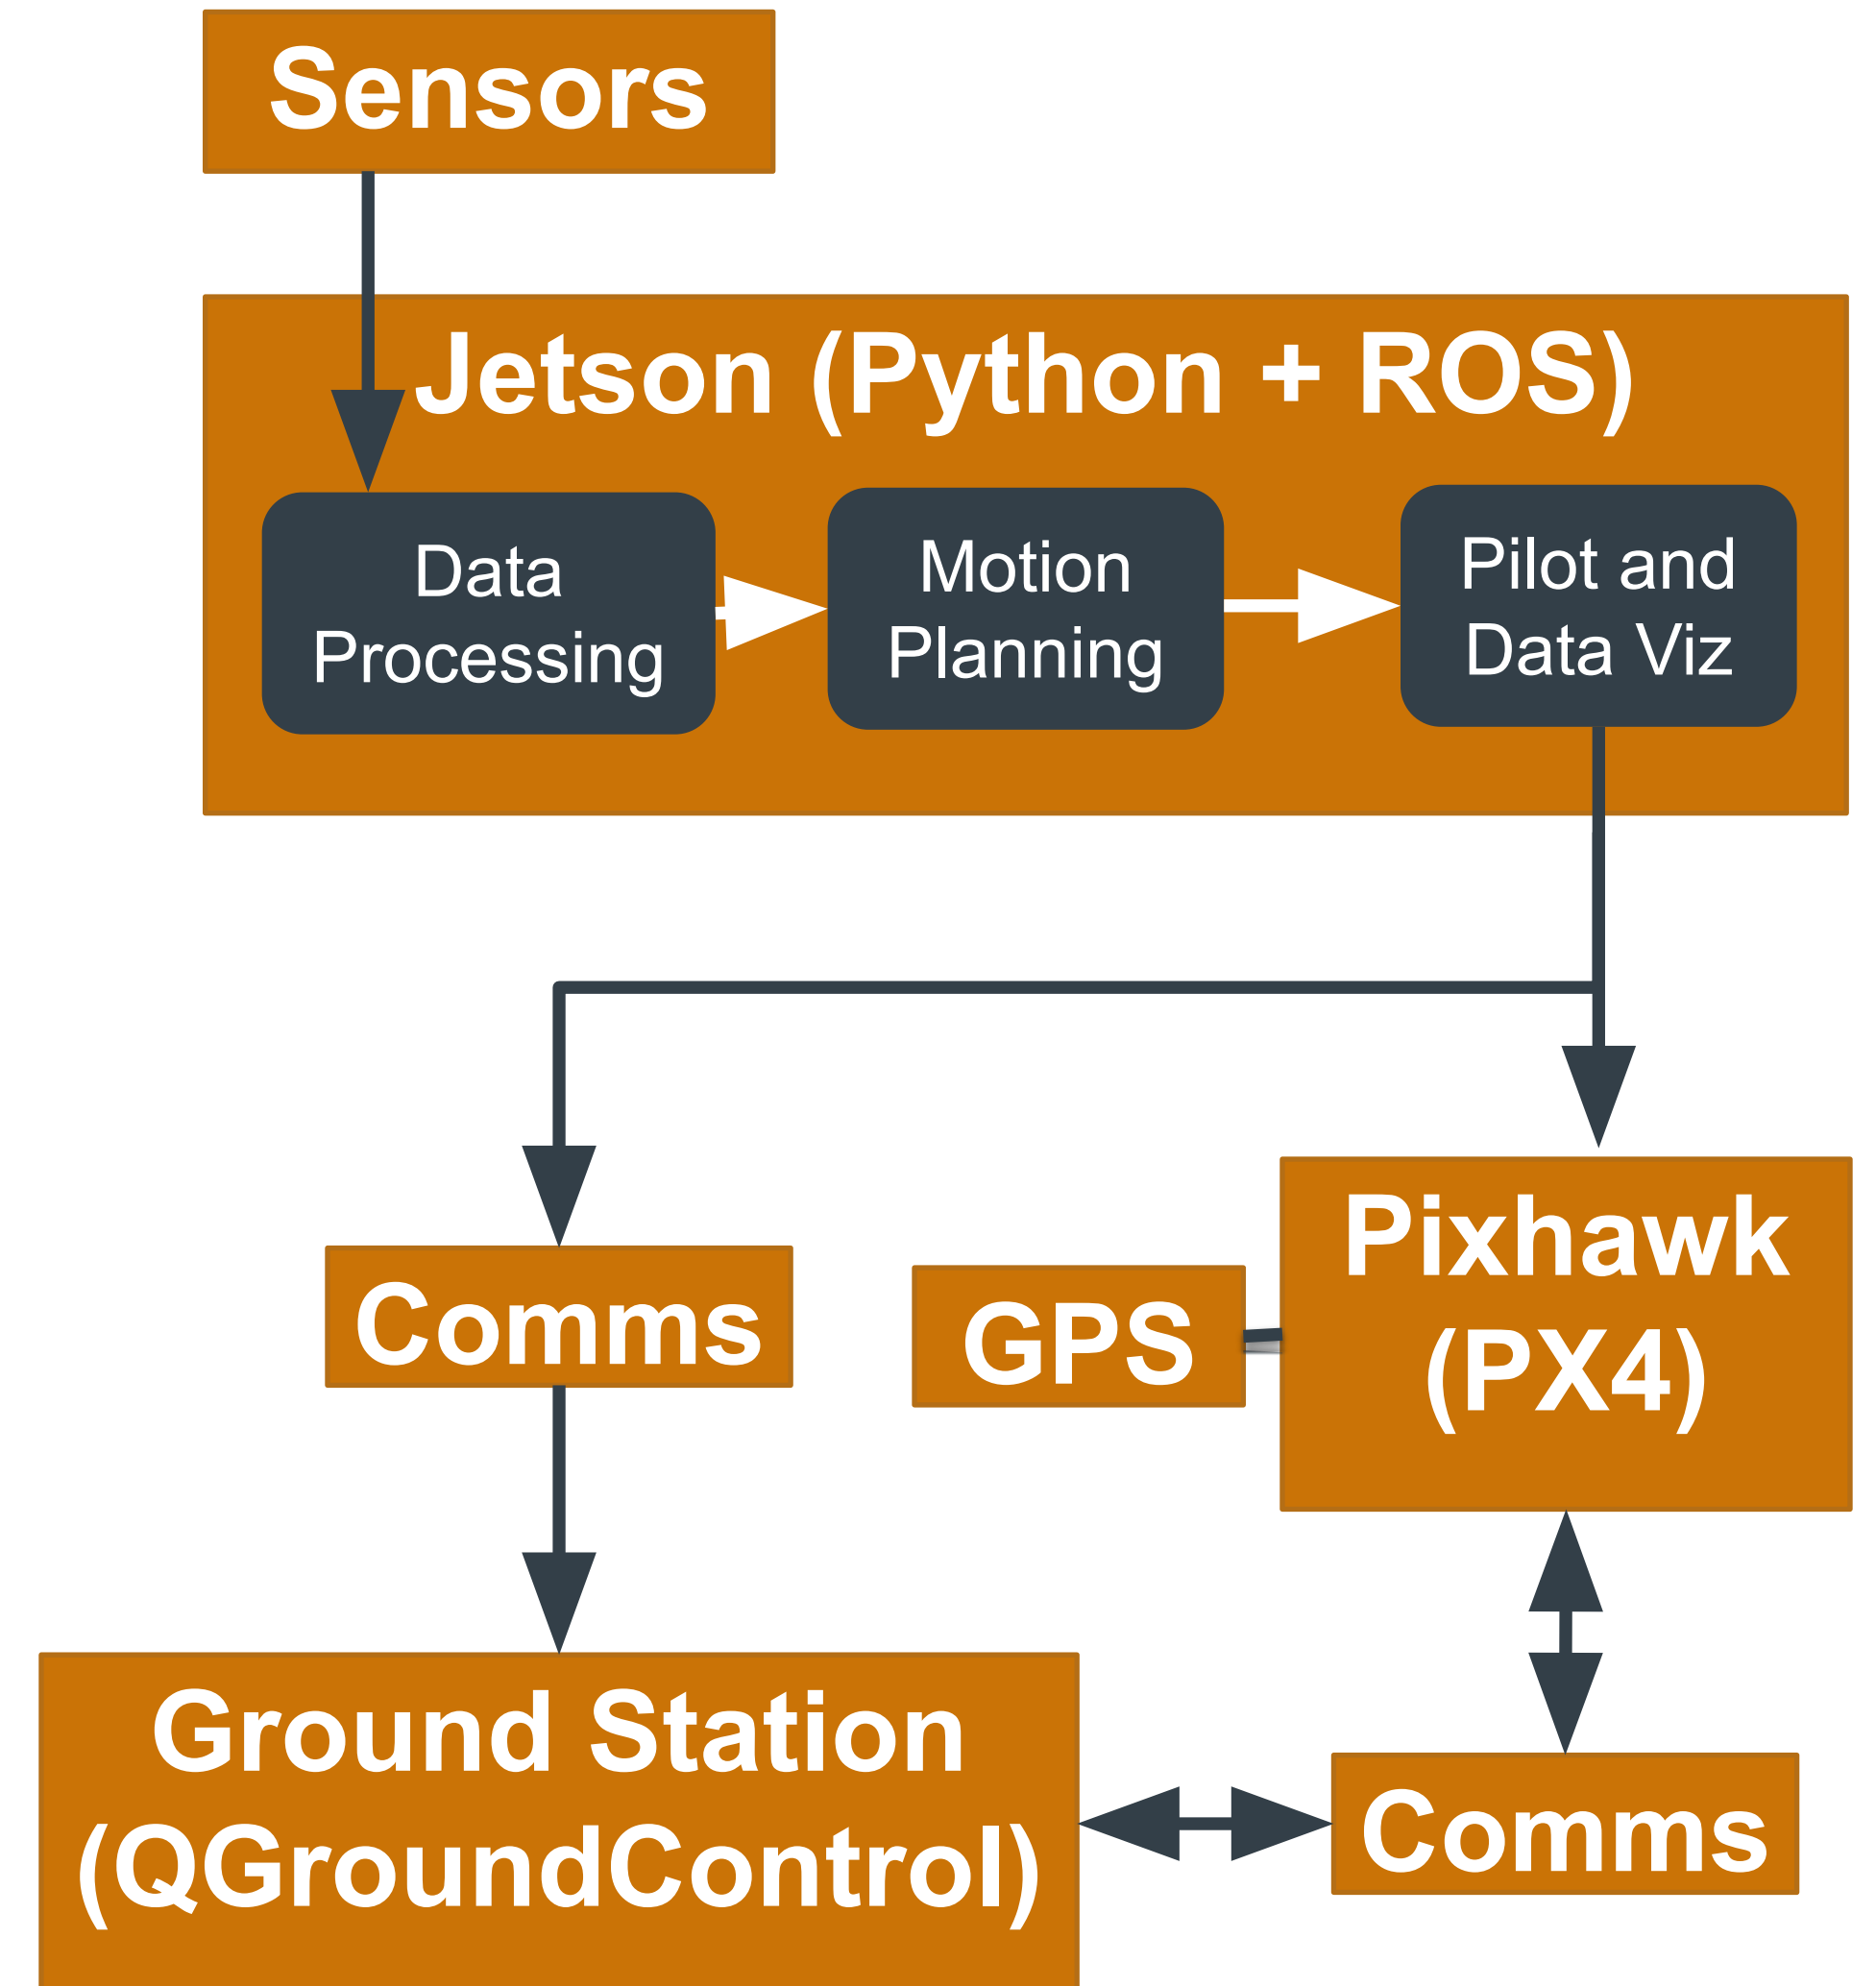 Sensors
Jetson (Python + ROS)
Data
Processing
Motion
Planning
Pilot and
Data Viz
Comms
GPS
Pixhawk
(PX4)
Ground Station
(QGroundControl)
Comms